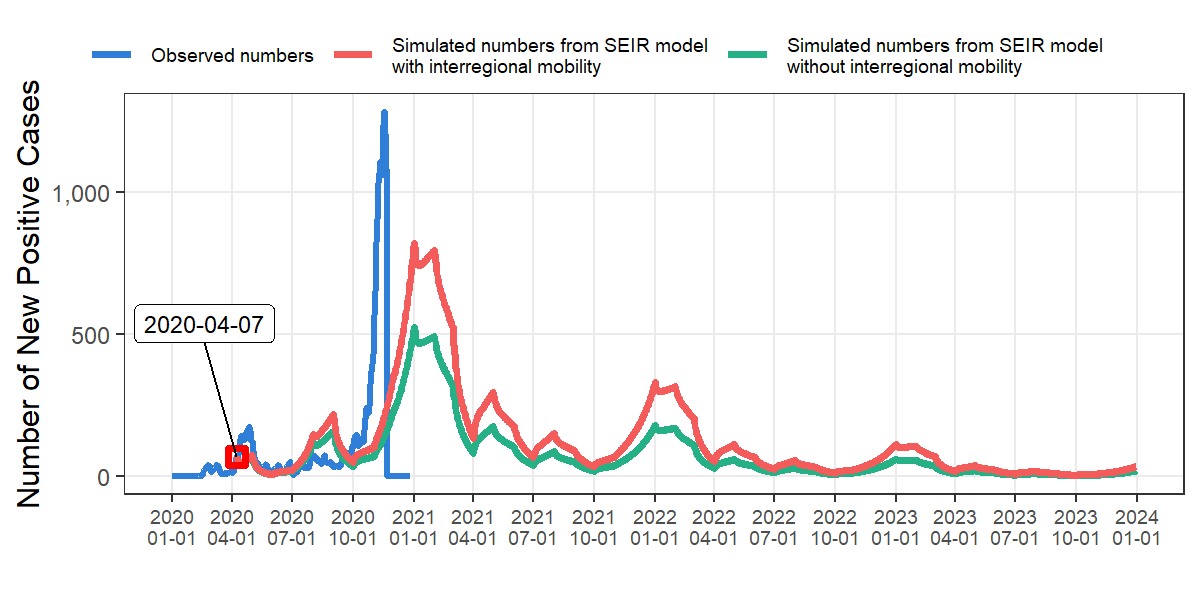 Observed numbers
Simulated numbers from SEIR model
with interregional mobility
Simulated numbers from SEIR model
without interregional mobility
Number of New Positive Cases
1,000
500
0
2020-04-07
2020 2020 2020 2020 2021 2021 2021 2021 2022 2022 2022 2022 2023 2023 2023 2023 2024
01-01 04-01 07-01 10-01 01-01 04-01 07-01 10-01 01-01 04-01 07-01 10-01 01-01 04-01 07-01 10-01 01-01